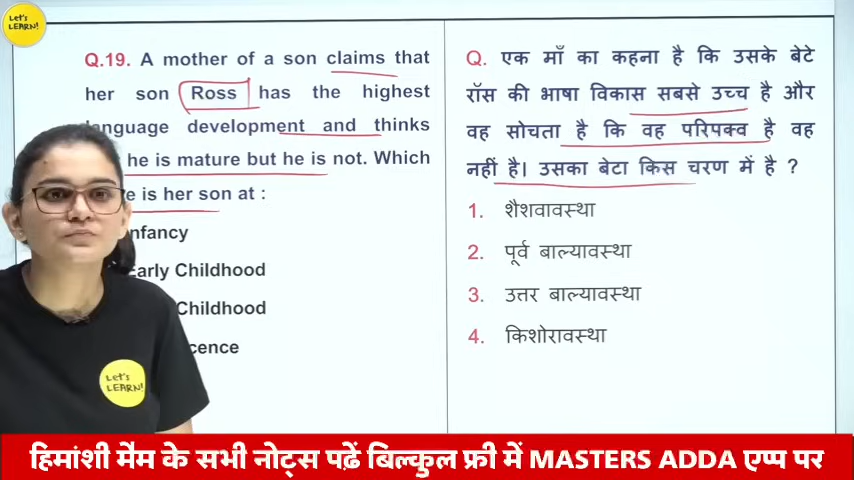 Let's
LEARN!
Q.19. A mother of a son claims that
her son Ross has the highest
language development and thinks
he is mature but he is not. Which
is her son at :
nfancy
Early Childhood
Childhood
cence
Q. एक माँ का कहना है कि उसके बेटे
रॉस की भाषा विकास सबसे उच्च है और
वह सोचता है कि वह परिपक्व है वह
नहीं है। उसका बेटा किस चरण में है ?
1. शैशवावस्था
2. पूर्व बाल्यावस्था
3. उत्तर बाल्यावस्था
4. किशोरावस्था
Let's
LEARN!
हिमांशी मैम के सभी नोट्स पढ़ें बिल्कुल फ्री में MASTERS ADDA एप्प पर